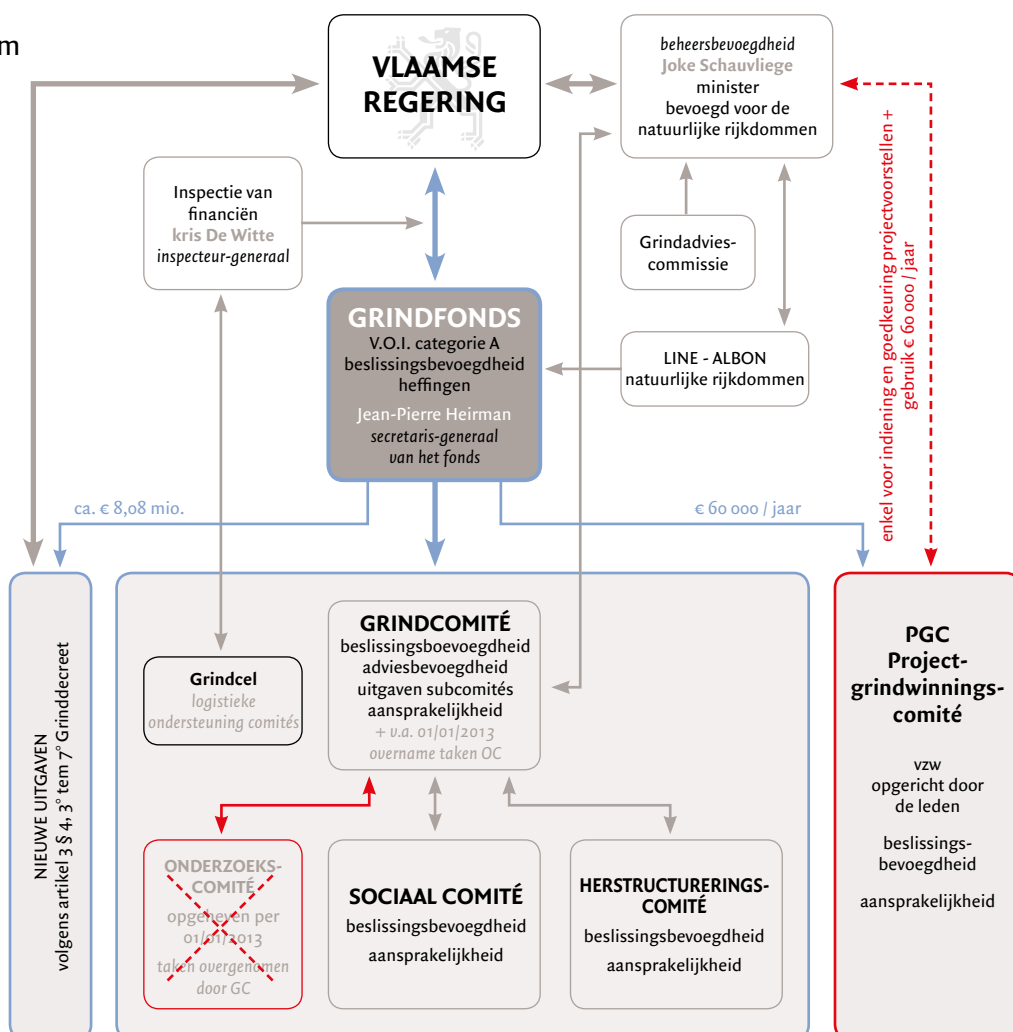 m
VLAAMSE
REGERING
beheersbevoegdheid
Joke Schauvliege
minister
bevoegd voor de
natuurlijke rijkdommen
Inspectie van
financiën
kris De Witte
inspecteur-generaal
Grindadvies-
commissie
enkel voor indiening en goedkeuring projectvoorstellen +
gebruik € 60 000 / jaar
GRINDFONDS
V.O.I. categorie A
beslissingsbevoegdheid
heffingen
Jean-Pierre Heirman
secretaris-generaal
van het fonds
LINE - ALBON
natuurlijke rijkdommen
ca. € 8,08 mio.
€ 60 000 / jaar
NIEUWE UITGAVEN
volgens artikel 3 § 4, 3° tem 7° Grinddecreet
Grindcel
logistieke
ondersteuning comités
GRINDCOMITÉ
beslissingsboevoegdheid
adviesbevoegdheid
uitgaven subcomités
aansprakelijkheid
+ v.a. 01/01/2013
overname taken OC
PGC
Project-
grindwinnings-
comité
vzw
opgericht door
de leden
beslissings-
bevoegdheid
aansprakelijkheid
ONDERZOEKS-
COMITÉ
opgeheven per
01/01/2013
taken overgenomen
door GC
SOCIAAL COMITÉ
beslissingsbevoegdheid
aansprakelijkheid
HERSTRUCTURERINGS-
COMITÉ
beslissingsbevoegdheid
aansprakelijkheid